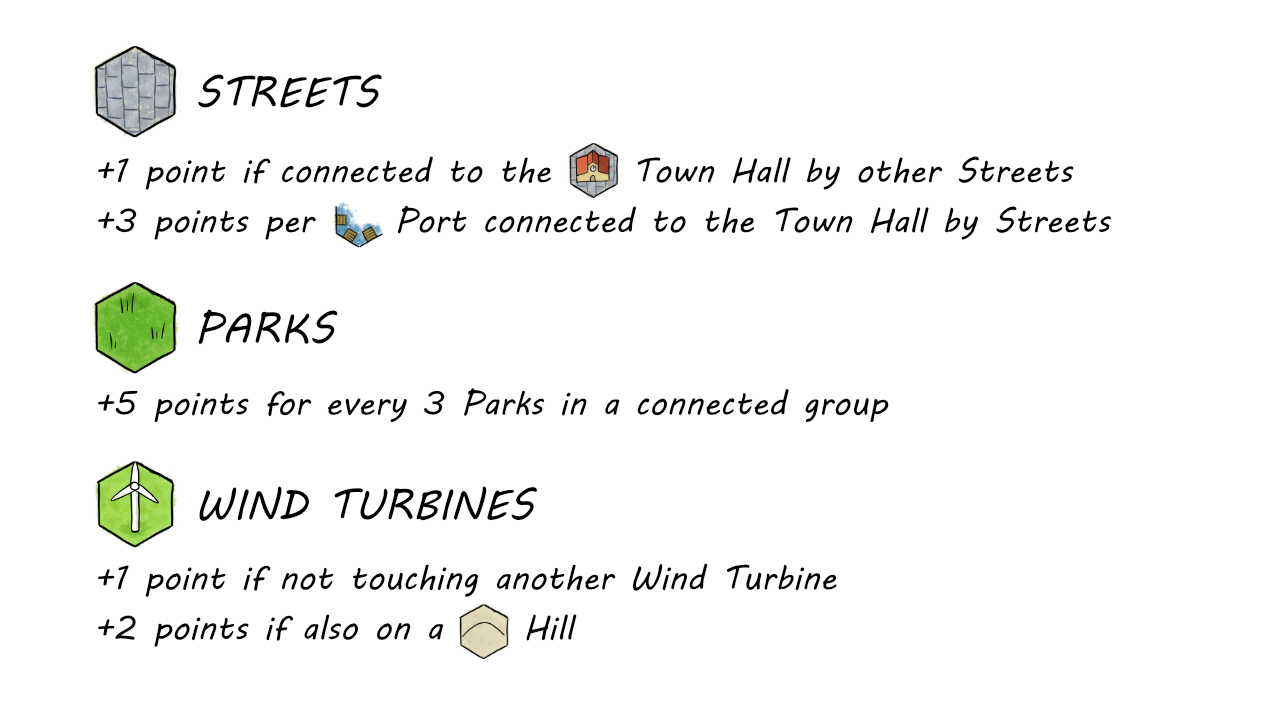 STREETS
+1 point if connected to the Town Hall by other Streets
+3 points per Port connected to the Town Hall by Streets
PARKS
+5 points for every 3 Parks in a connected group
WIND TURBINES
+1 point if not touching another Wind Turbine
+2 points if also on a Hill